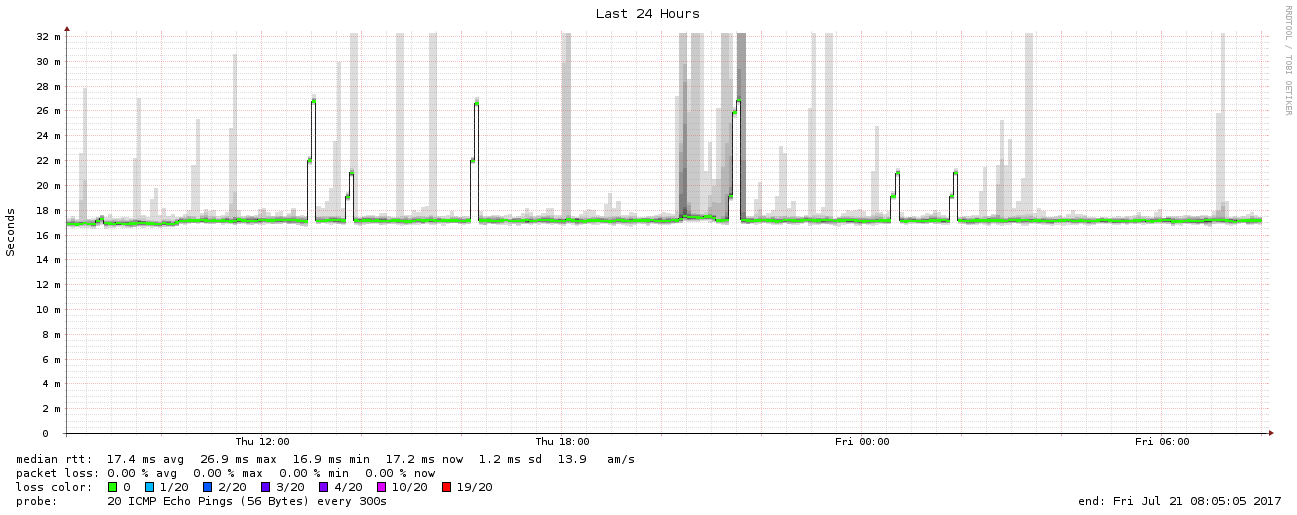 Last 24 Hours
RRDTOOL / TOBI OETIKER
Seconds
32 m
30 m
28 m
26 m
24 m
22 m
20 m
18 m
16 m
14 m
12 m
10 m
8 m
6 m
4 m
2 m
0
Thu 12:00 Thu 18:00 Fri 00:00 Fri 06:00
median rtt: 17.4 ms avg 26.9 ms max 16.9 ms min 17.2 ms now 1.2 ms sd 13.9 am/s
packet loss: 0.00 % avg 0.00 % max 0.00 % min 0.00 % now
loss color: 0 1/20 2/20 3/20 4/20 10/20 19/20
probe: 20 ICMP Echo Pings (56 Bytes) every 300s end: Fri Jul 21 08:05:05 2017